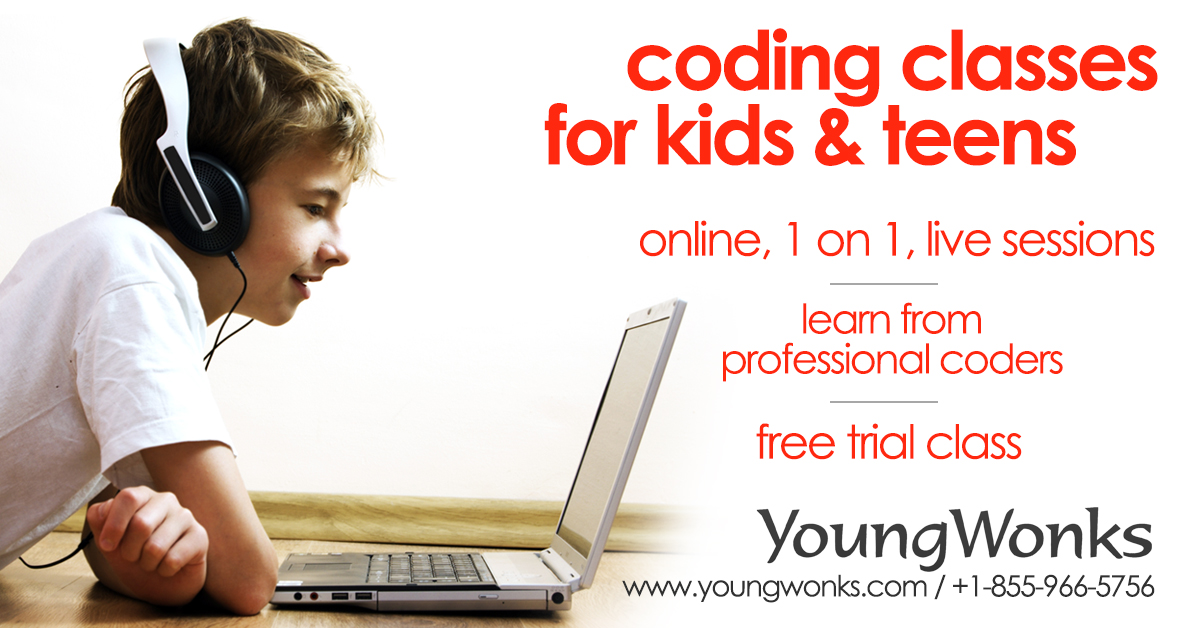 coding classes
for kids & teens
online, 1 on 1, live sessions
learn from
professional coders
free trial class
YoungWonks
www.youngwonks.com / +1-855-966-5756